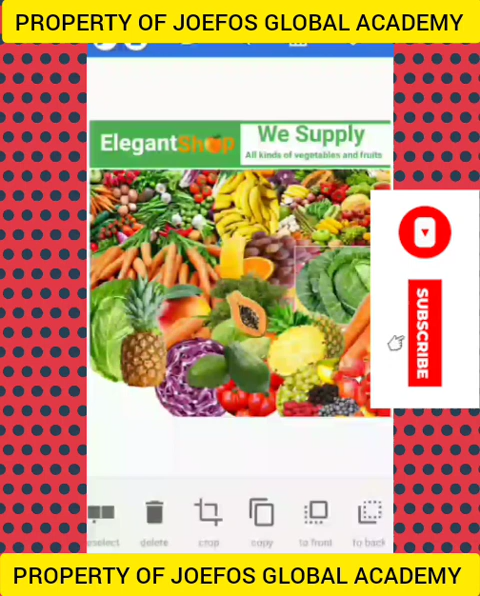 PROPERTY OF JOEFOS GLOBAL ACADEMY
ElegantShop
We Supply
All kinds of vegetables and fruits
SUBSCRIBE
deselect delete crop copy to front to back
PROPERTY OF JOEFOS GLOBAL ACADEMY